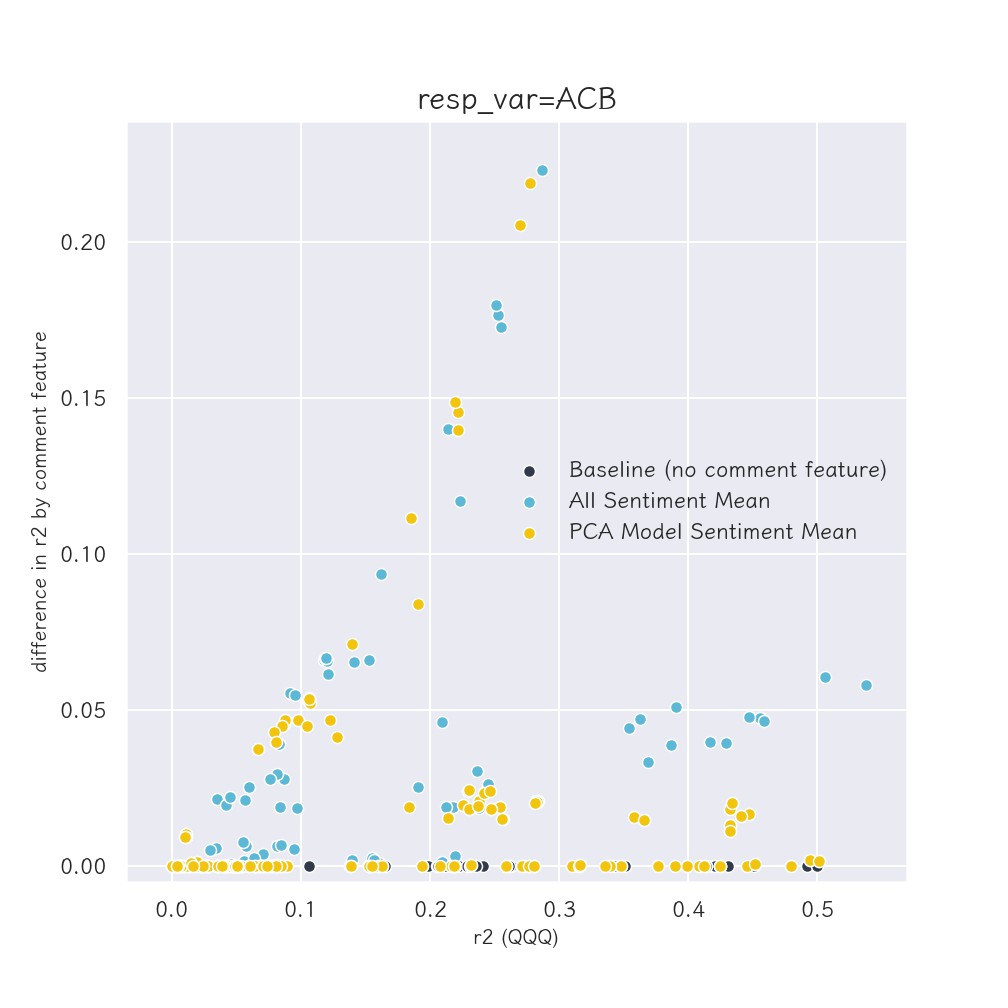 resp_var=ACB
difference in r2 by comment feature
0.20
0.15
0.10
0.05
0.00
Baseline (no comment feature)
All Sentiment Mean
PCA Model Sentiment Mean
0.0 0.1 0.2 0.3 0.4 0.5
r2 (QQQ)